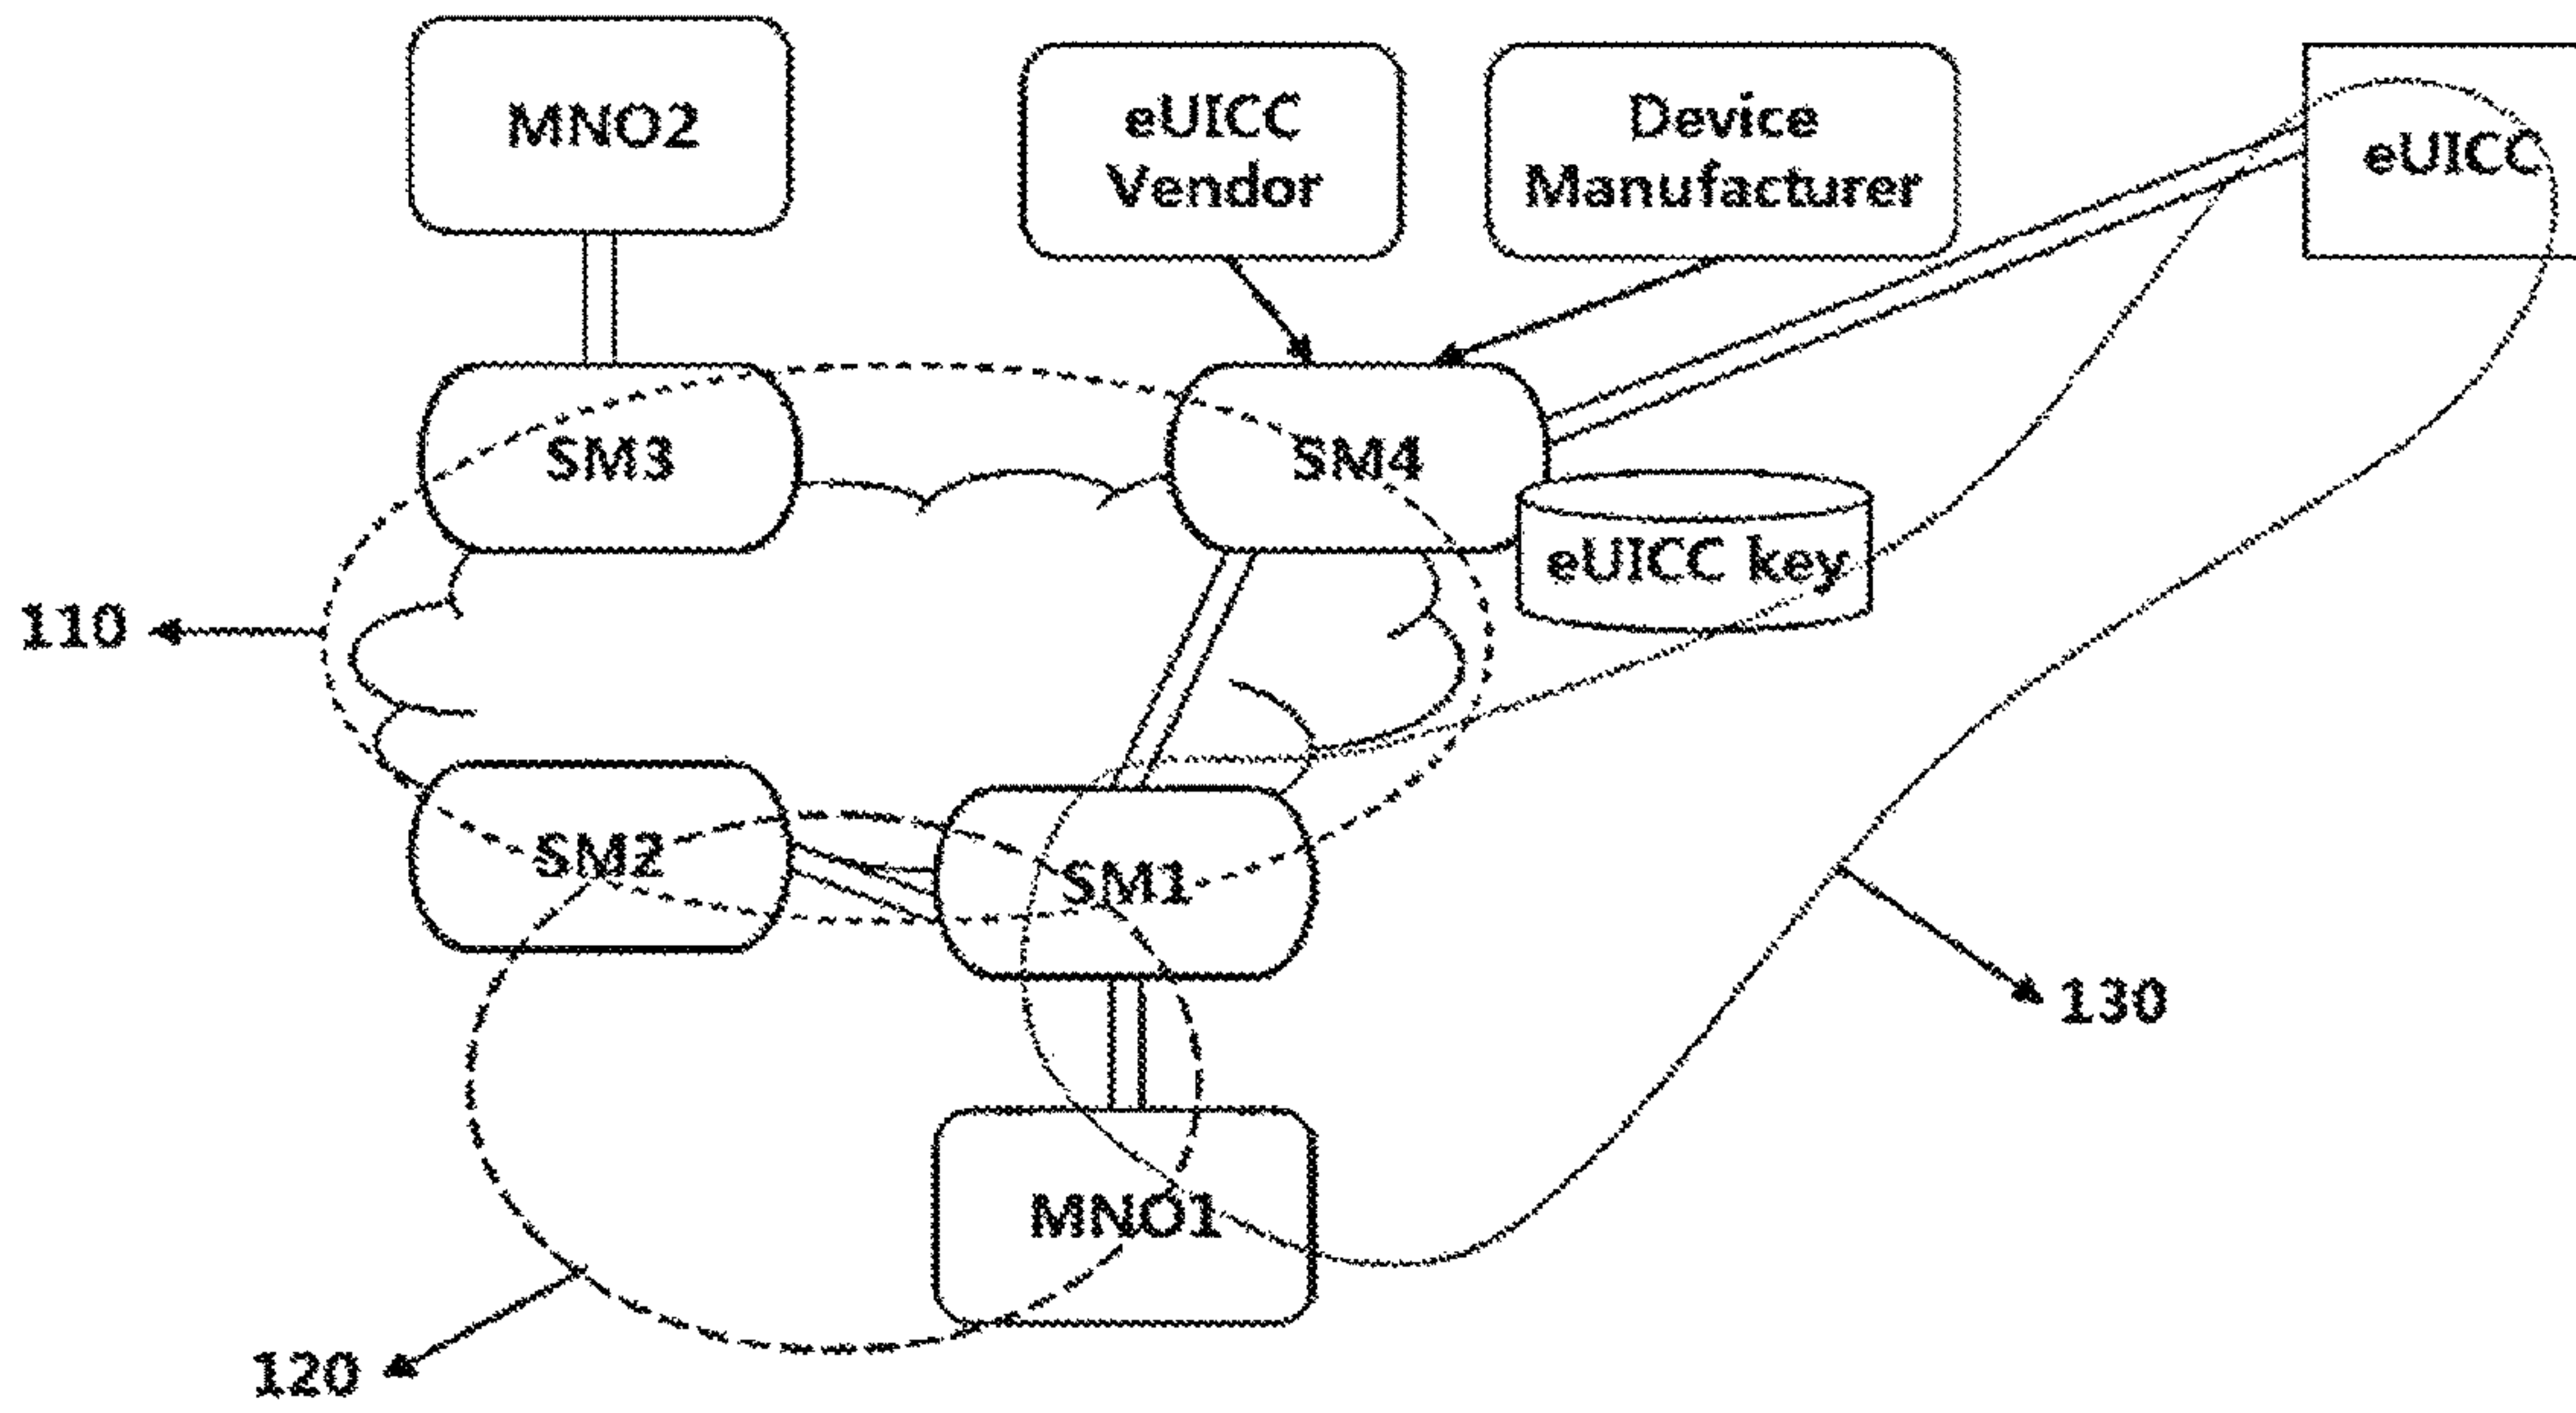 MNO2
eUICC
Vendor
Device
Manufacturer
eUICC
SM3
SM4
eUICC key
110
SM2
SM1
130
MNO1
120